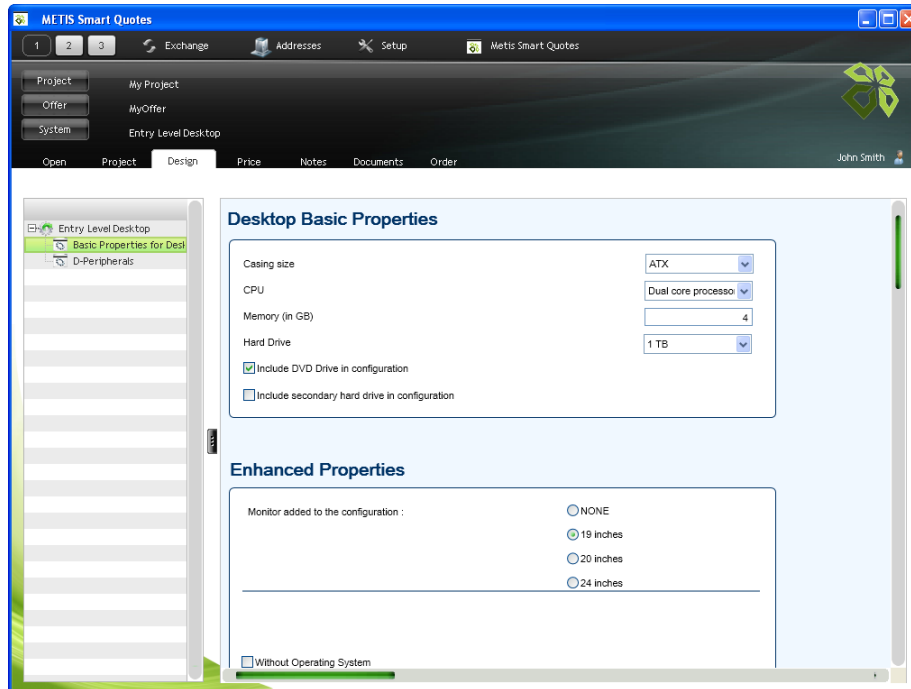 METIS Smart Quotes
1 2 3 Exchange Addresses Setup Metis Smart Quotes
Project My Project
Offer MyOffer
System Entry Level Desktop
Open Project Design Price Notes Documents Order John Smith
Entry Level Desktop
Basic Properties for Desk
D-Peripherals
Desktop Basic Properties
Casing size ATX
CPU Dual core processor
Memory (in GB) 4
Hard Drive 1 TB
Include DVD Drive in configuration
Include secondary hard drive in configuration
Enhanced Properties
Monitor added to the configuration : NONE
19 inches
20 inches
24 inches
Without Operating System